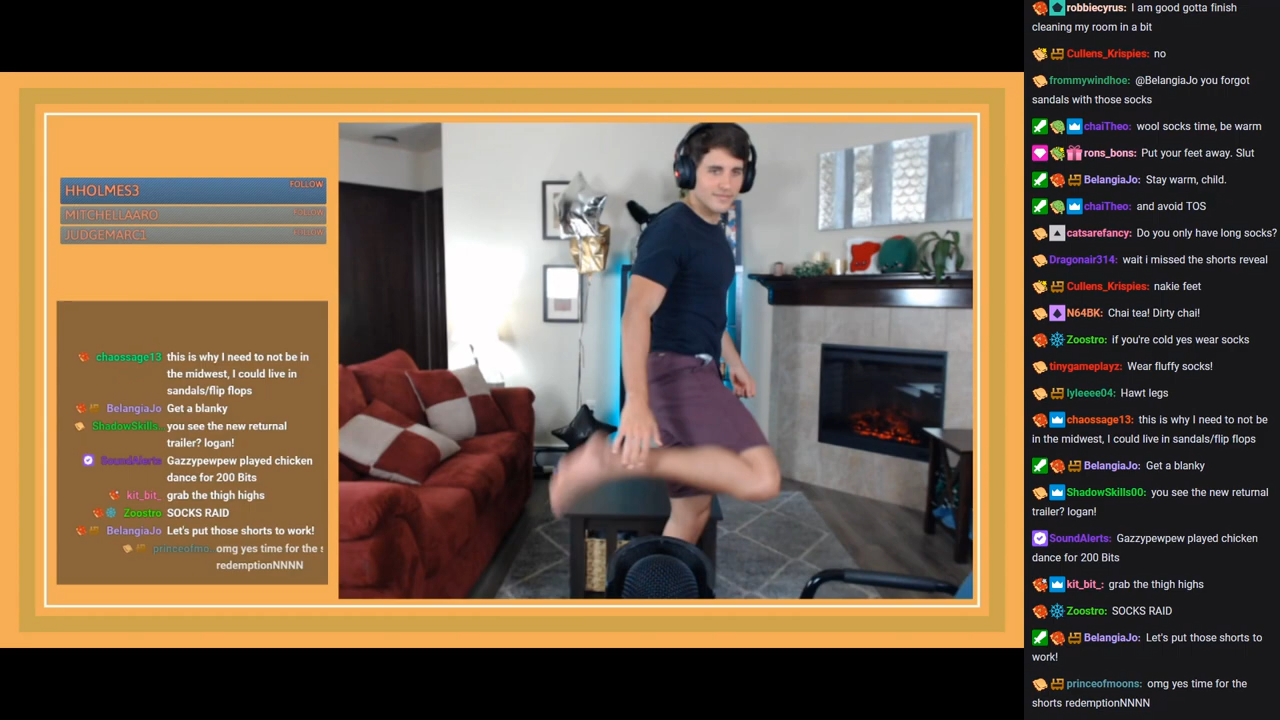 HHOLMES3 FOLLOW
MITCHELLAARO FOLLOW
JUDGEMARC1 FOLLOW
chaossage13 this is why I need to not be in
the midwest, I could live in
sandals/flip flops
BelangiaJo Get a blanky
ShadowSkills.. you see the new returnal
trailer? logan!
SoundAlerts Gazzypewpew played chicken
dance for 200 Bits
kit_bit_ grab the thigh highs
Zoostro SOCKS RAID
BelangiaJo Let's put those shorts to work!
princeofmo.. omg yes time for the s
redemptionNNNN
robbiecyrus: I am good gotta finish
cleaning my room in a bit
Cullens_Krispies: no
frommywindhoe: @BelangiaJo you forgot
sandals with those socks
chaiTheo: wool socks time, be warm
rons_bons: Put your feet away. Slut
BelangiaJo: Stay warm, child.
chaiTheo: and avoid TOS
catsarefancy: Do you only have long socks?
Dragonair314: wait i missed the shorts reveal
Cullens_Krispies: nakie feet
N64BK: Chai tea! Dirty chai!
Zoostro: if you're cold yes wear socks
tinygameplayz: Wear fluffy socks!
lyleeee04: Hawt legs
chaossage13: this is why I need to not be
in the midwest, I could live in sandals/flip flops
BelangiaJo: Get a blanky
ShadowSkills00: you see the new returnal
trailer? logan!
SoundAlerts: Gazzypewpew played chicken
dance for 200 Bits
kit_bit_: grab the thigh highs
Zoostro: SOCKS RAID
BelangiaJo: Let's put those shorts to
work!
princeofmoons: omg yes time for the
shorts redemptionNNNN